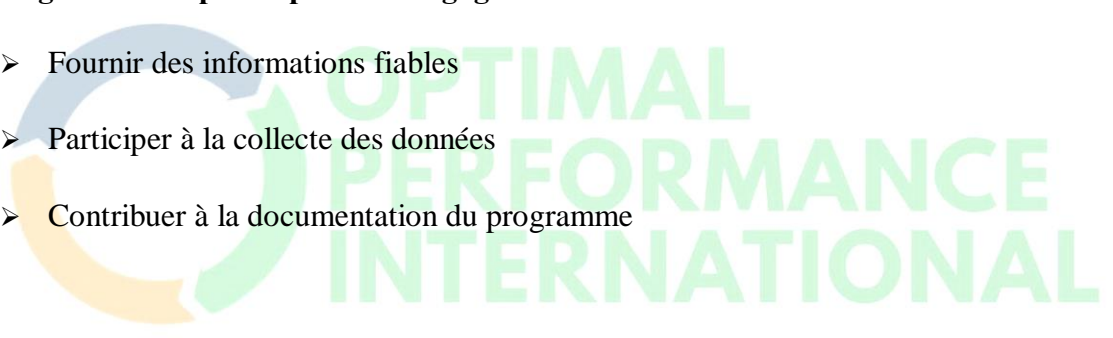 ➢ Fournir des informations fiables
➢ Participer à la collecte des données
➢ Contribuer à la documentation du programme
OPTIMAL
PERFORMANCE
INTERNATIONAL